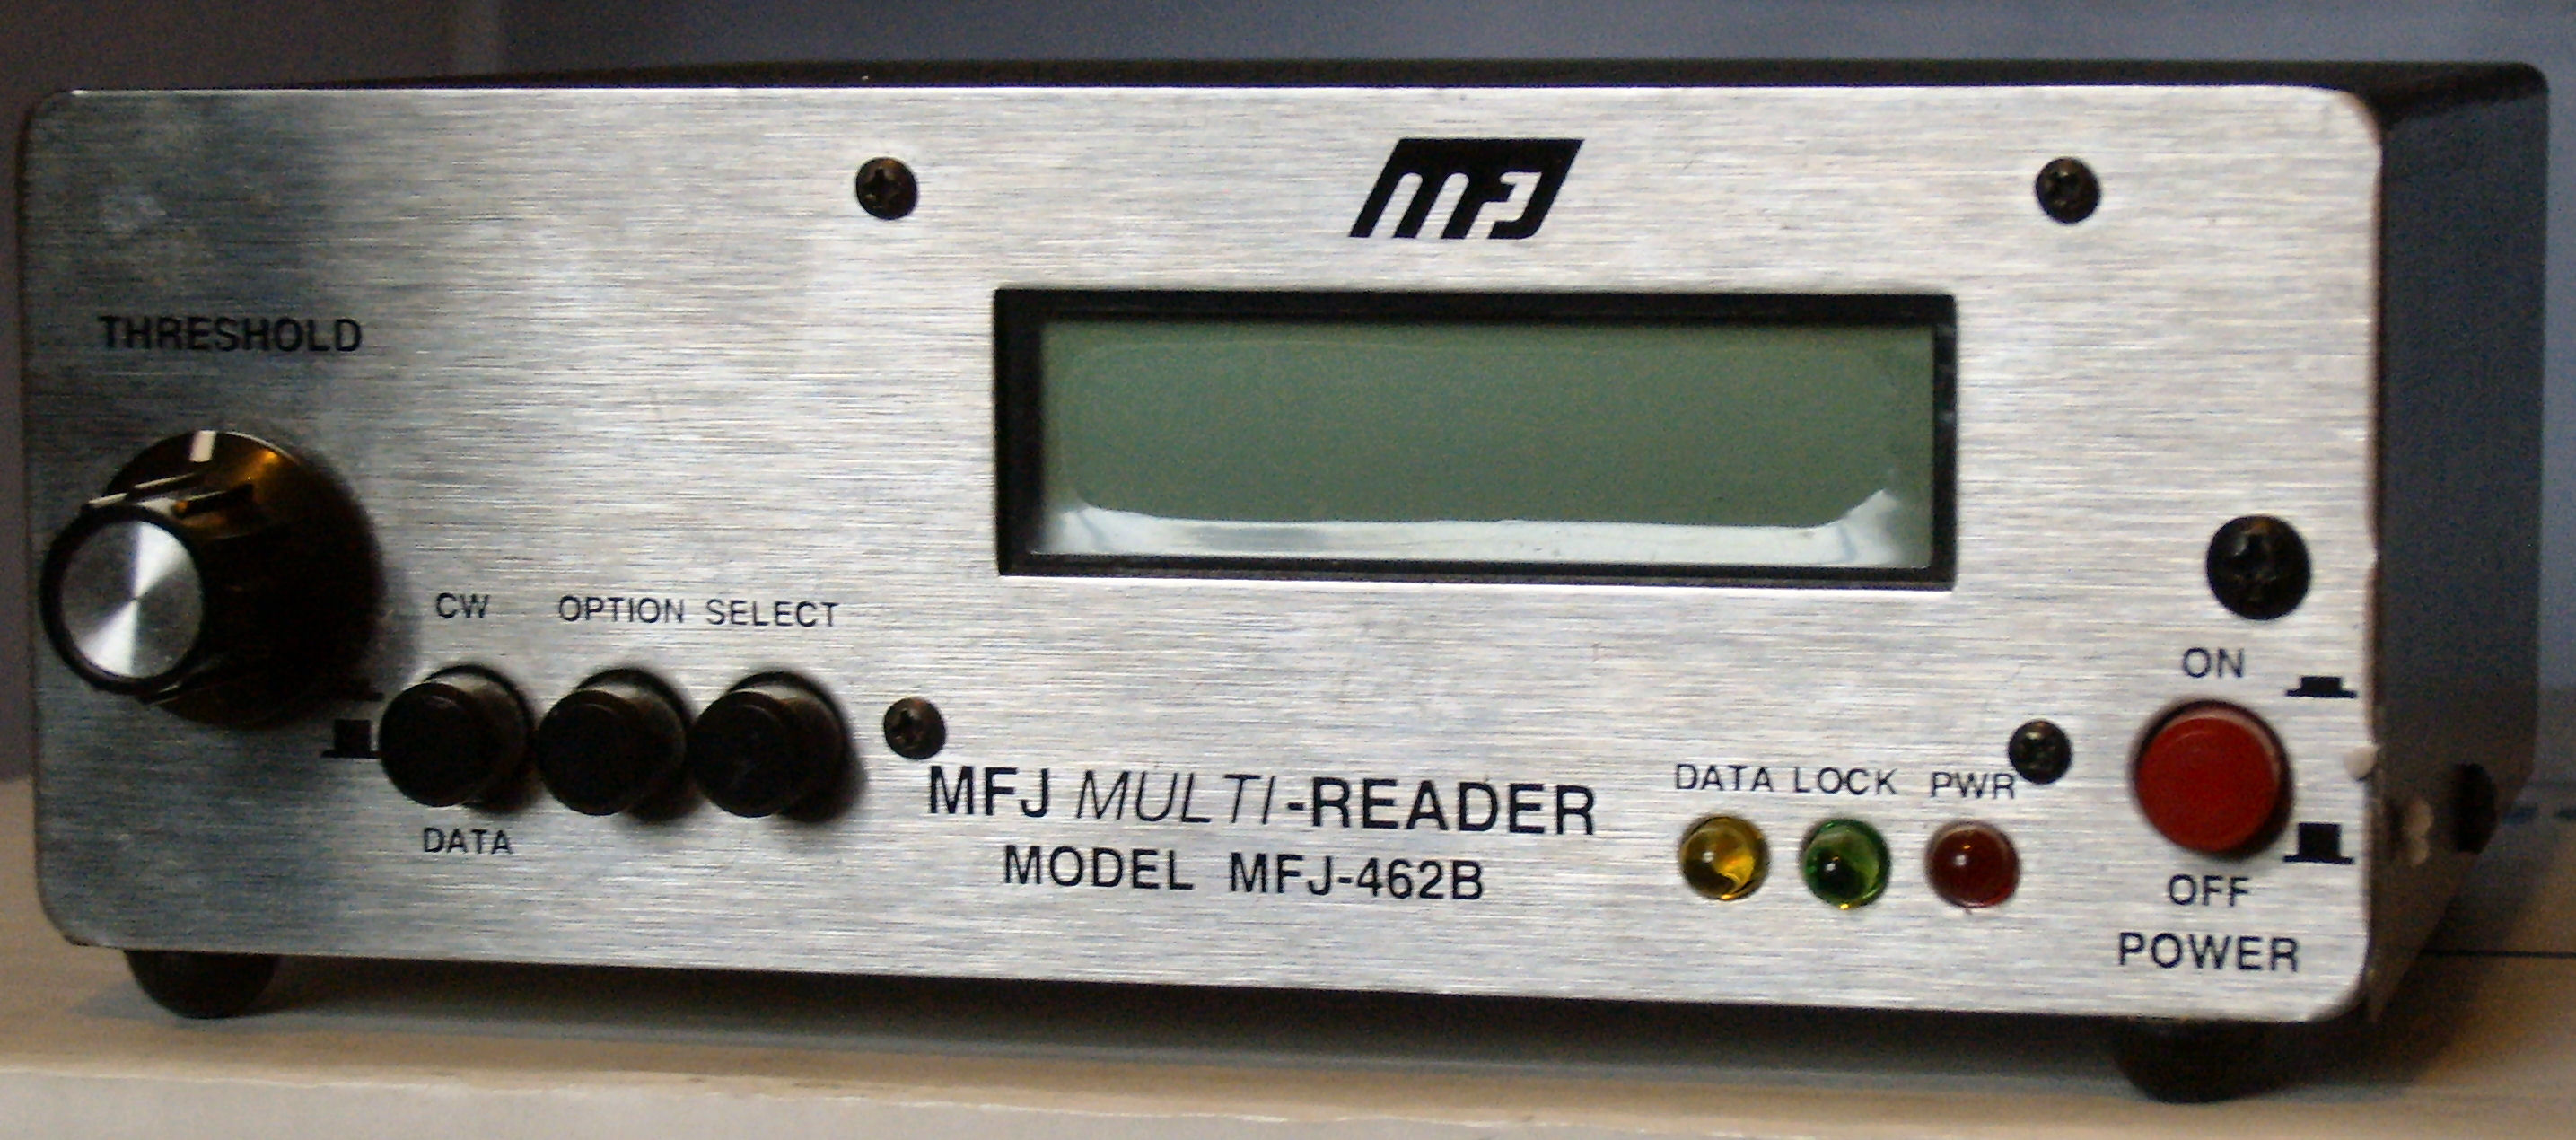 MFJ
THRESHOLD
CW OPTION SELECT
DATA
MFJ MULTI-READER
MODEL MFJ-462B
DATA LOCK PWR
ON
OFF
POWER